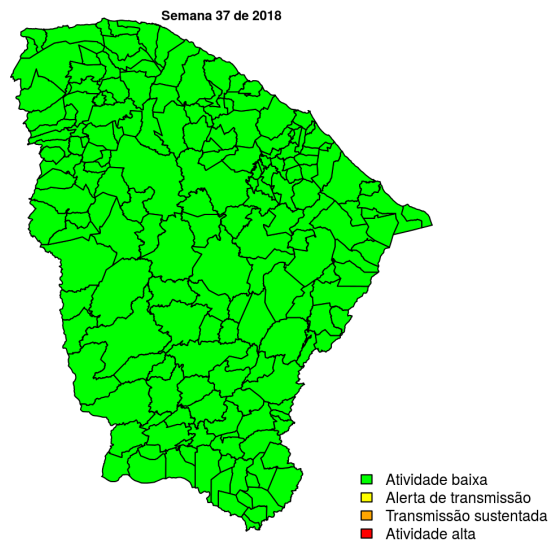 Semana 37 de 2018
Atividade baixa
Alerta de transmissão
Transmissão sustentada
Atividade alta